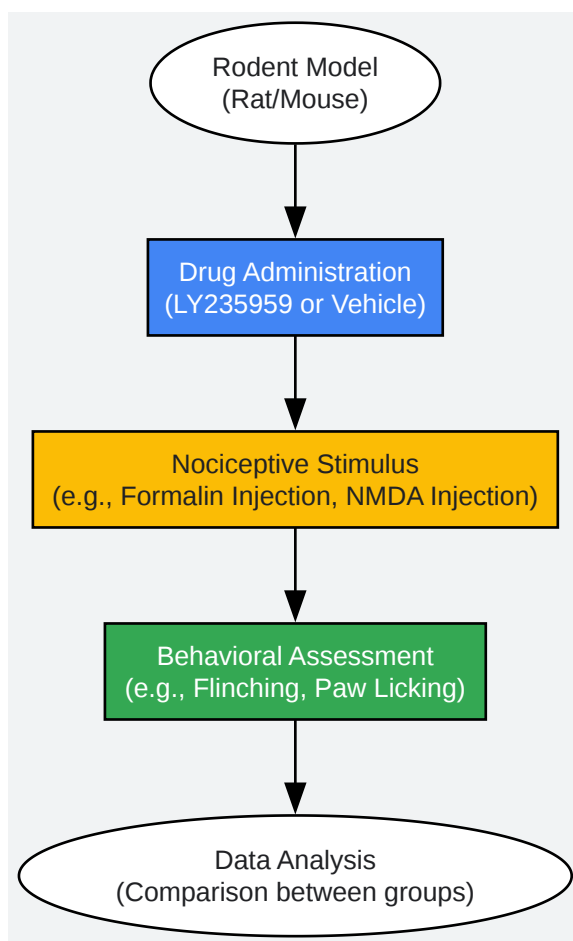 Rodent Model
(Rat/Mouse)
Drug Administration
(LY235959 or Vehicle)
Nociceptive Stimulus
(e.g., Formalin Injection, NMDA Injection)
Behavioral Assessment
(e.g., Flinching, Paw Licking)
Data Analysis
(Comparison between groups)